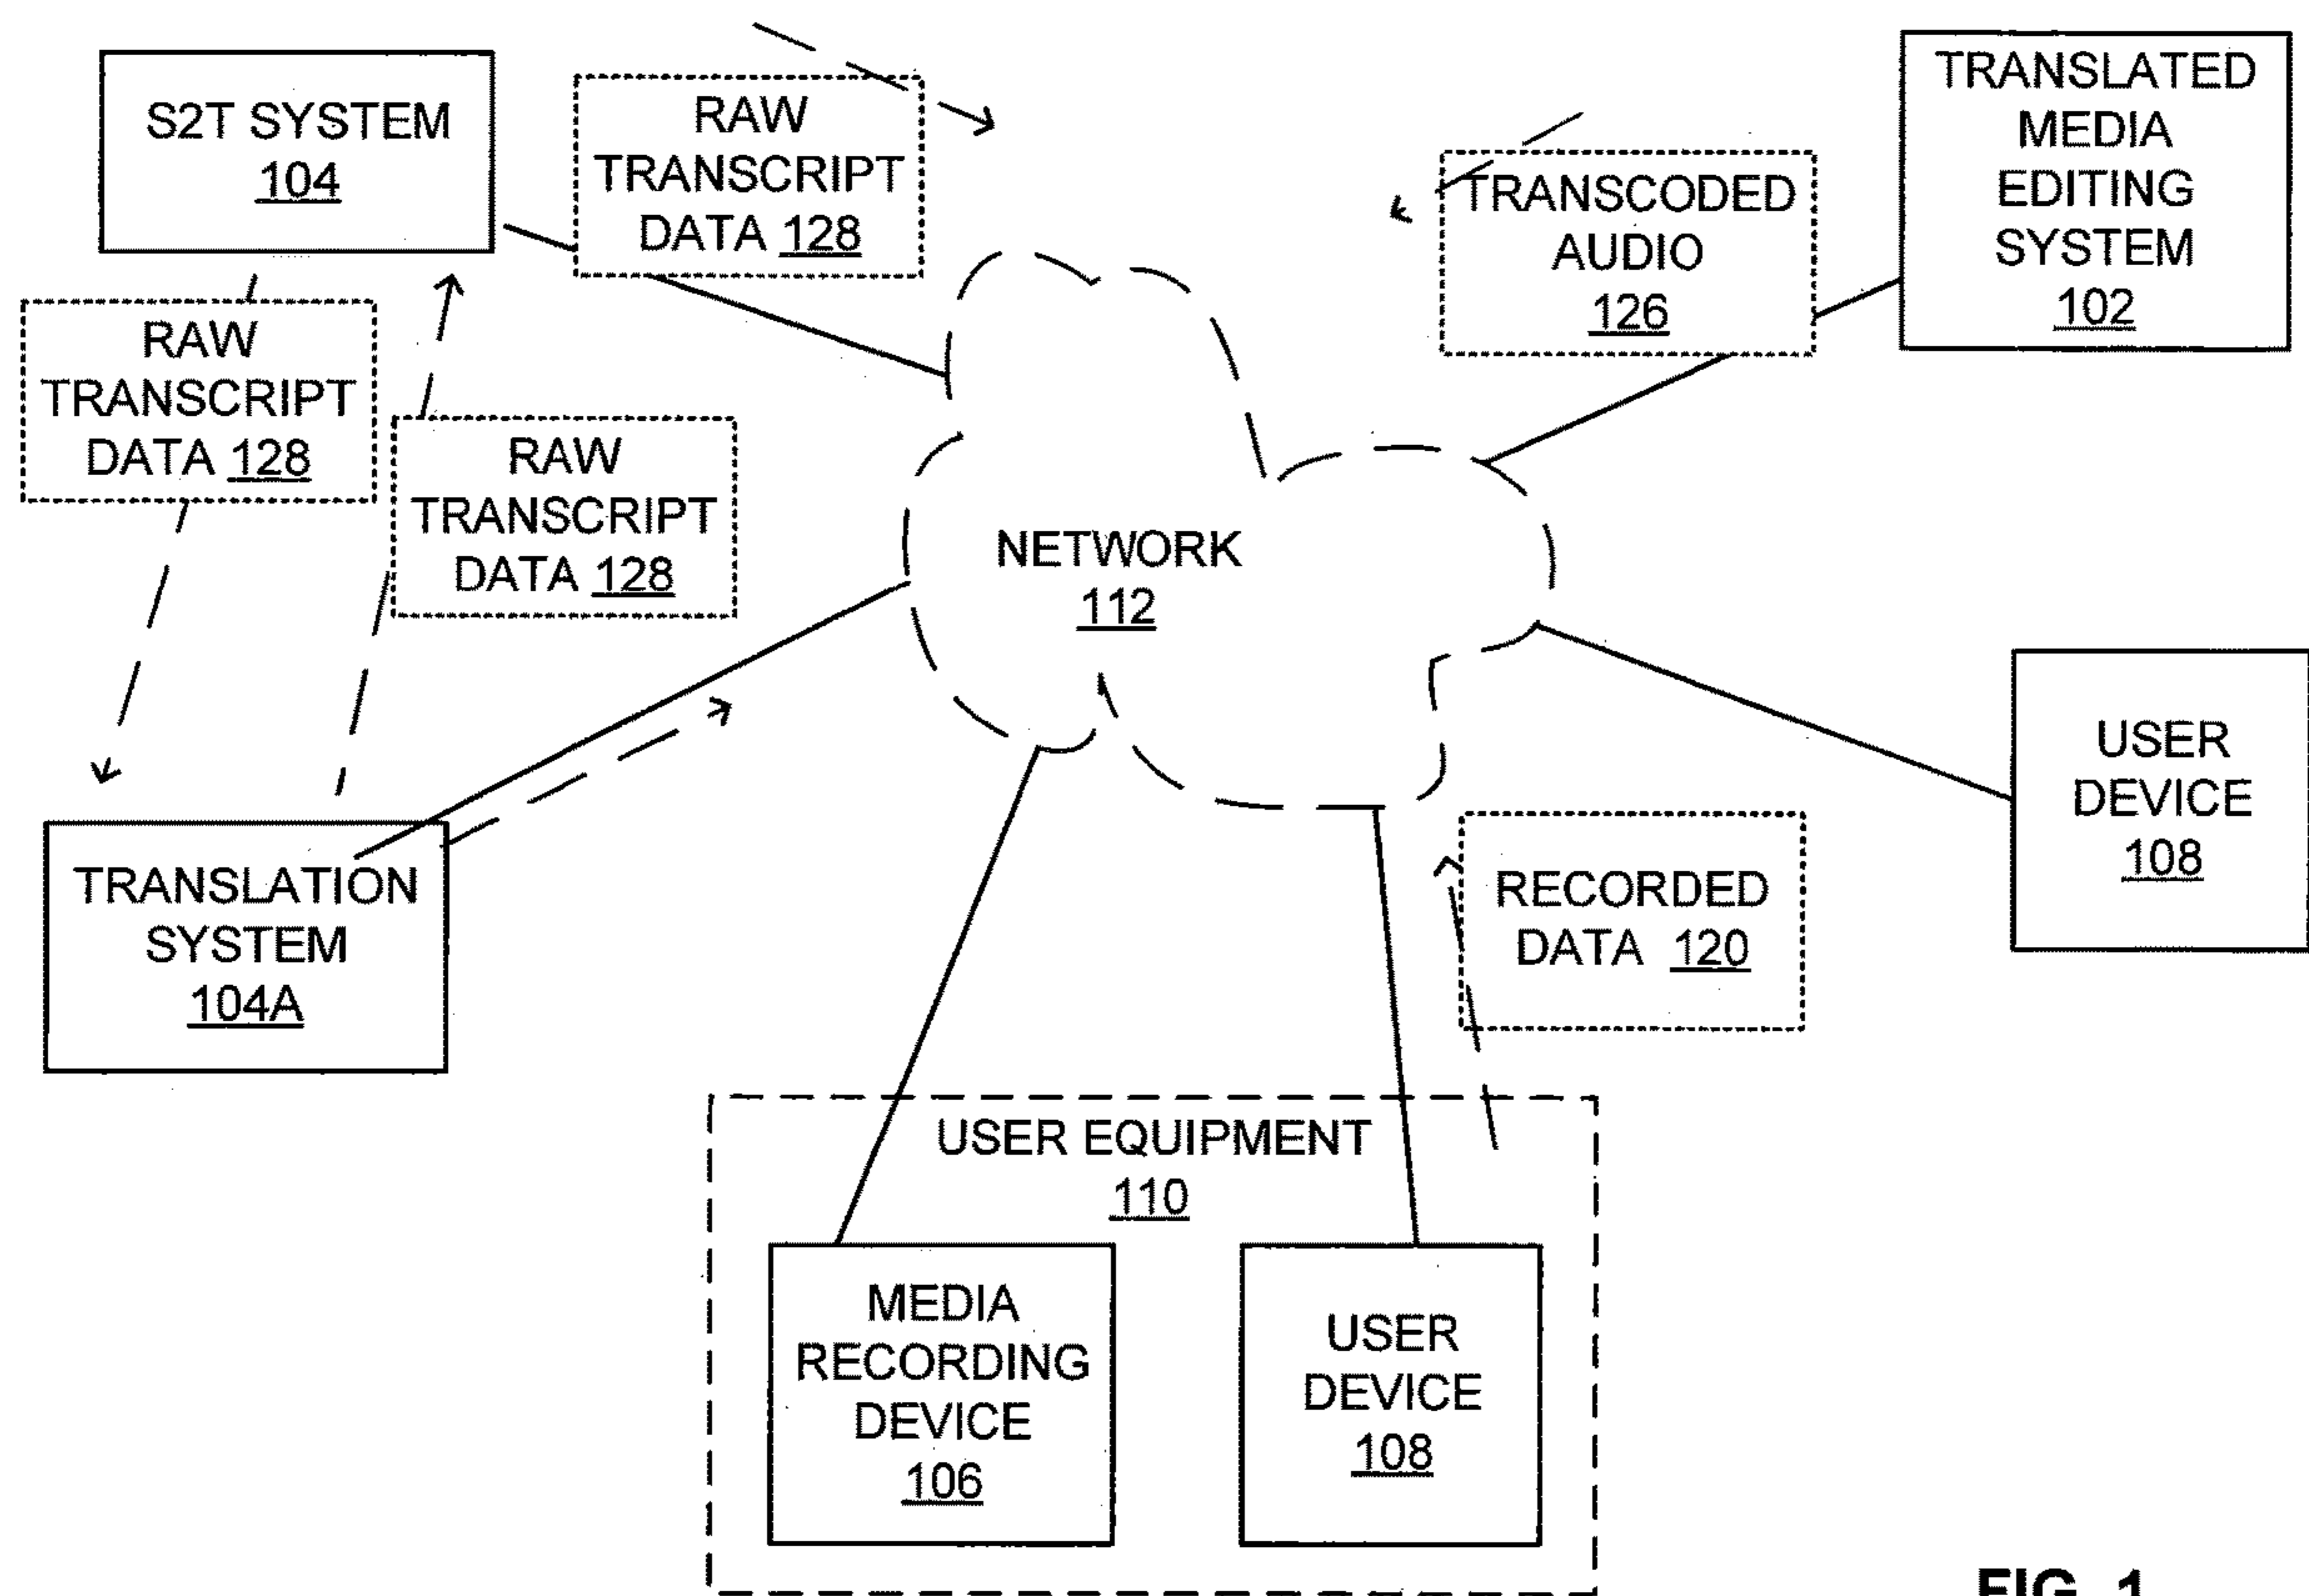 S2T SYSTEM
104
RAW
TRANSCRIPT
DATA 128
TRANSCODED
AUDIO
126
TRANSLATED
MEDIA
EDITING
SYSTEM
102
RAW
TRANSCRIPT
DATA 128
RAW
TRANSCRIPT
DATA 128
NETWORK
112
USER
DEVICE
108
TRANSLATION
SYSTEM
104A
RECORDED
DATA 120
USER EQUIPMENT
110
MEDIA
RECORDING
DEVICE
106
USER
DEVICE
108
FIG. 1